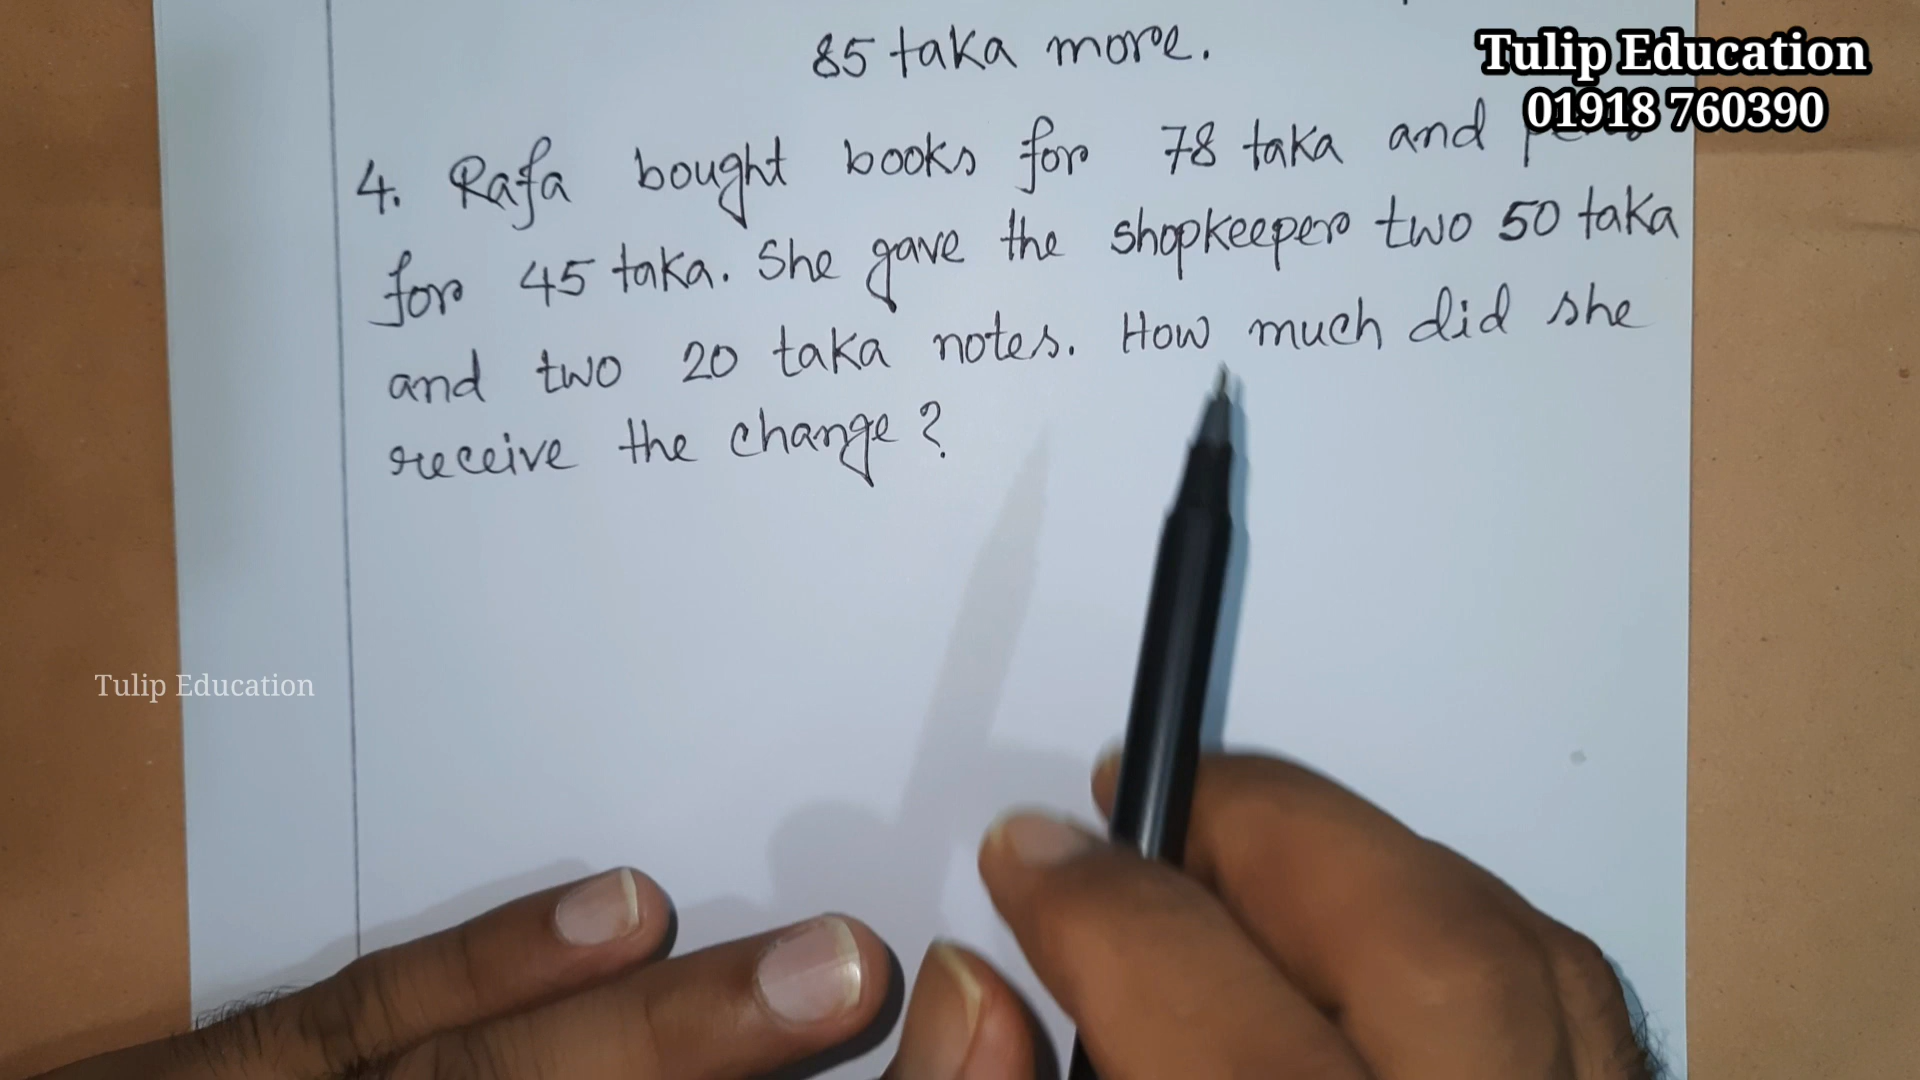 85 taka more.
Tulip Education
01918 760390
4. Rafa bought books for 78 taka and
for 45 taka. She gave the shopkeeper two 50 taka
and two 20 taka notes. How much did she
receive the change?
Tulip Education